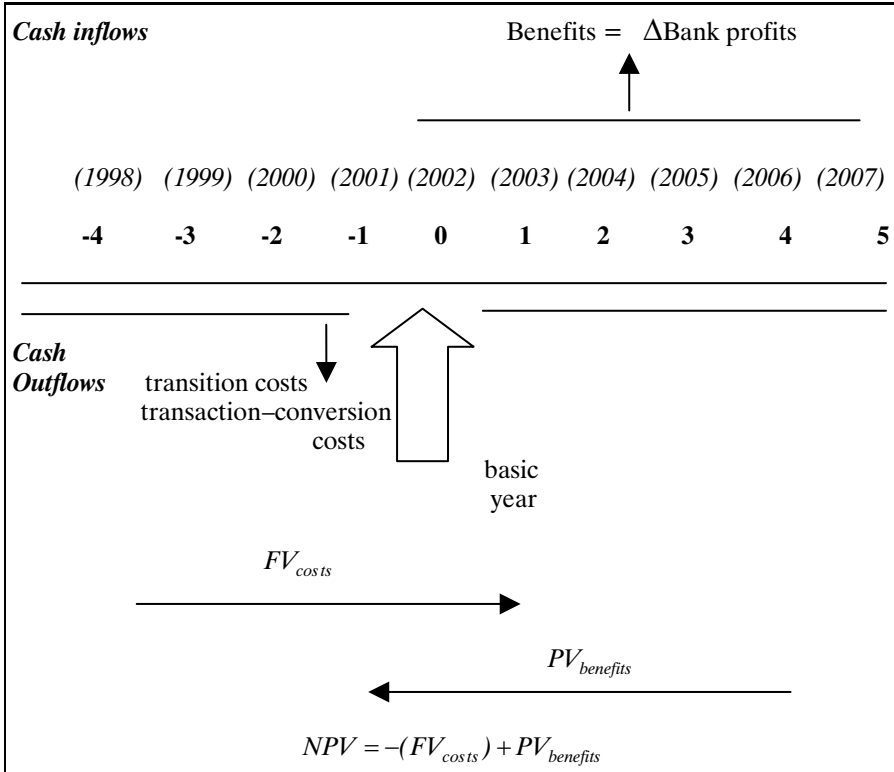 Cash inflows
Benefits = ΔBank profits
(1998) (1999) (2000) (2001) (2002) (2003) (2004) (2005) (2006) (2007)
-4 -3 -2 -1 0 1 2 3 4 5
Cash
Outflows
transition costs
transaction–conversion
costs
basic
year
FV_costs
PV_benefits
NPV = -(FV_costs) + PV_benefits